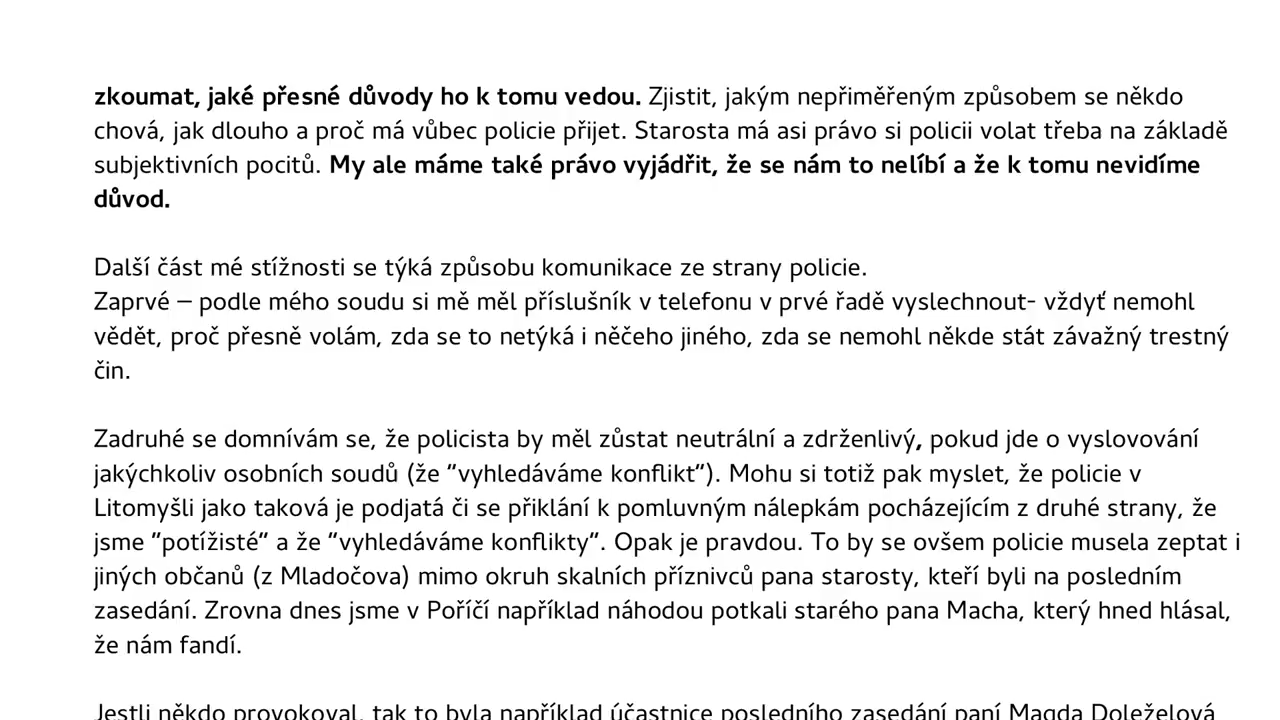 zkoumat, jaké přesné důvody ho k tomu vedou. Zjistit, jakým nepřiměřeným způsobem se někdo
chová, jak dlouho a proč má vůbec policie přijet. Starosta má asi právo si policii volat třeba na základě
subjektivních pocitů. My ale máme také právo vyjádřit, že se nám to nelíbí a že k tomu nevidíme
důvod.
Další část mé stížnosti se týká způsobu komunikace ze strany policie.
Zaprvé – podle mého soudu si mě měl příslušník v telefonu v prvé řadě vyslechnout- vždyť nemohl
vědět, proč přesně volám, zda se to netýká i něčeho jiného, zda se nemohl někde stát závažný trestný
čin.
Zadruhé se domnívám se, že policista by měl zůstat neutrální a zdrženlivý, pokud jde o vyslovování
jakýchkoliv osobních soudů (že “vyhledáváme konflikt”). Mohu si totiž pak myslet, že policie v
Litomyšli jako taková je podjatá či se přiklání k pomluvným nálepkám pocházejícím z druhé strany, že
jsme “potížisté” a že “vyhledáváme konflikty”. Opak je pravdou. To by se ovšem policie musela zeptat i
jiných občanů (z Mladočova) mimo okruh skalních příznivců pana starosty, kteří byli na posledním
zasedání. Zrovna dnes jsme v Poříčí například náhodou potkali starého pana Macha, který hned hlásal,
že nám fandí.
Jestli někdo provokoval, tak to byla například účastnice posledního zasedání paní Magda Doleželová